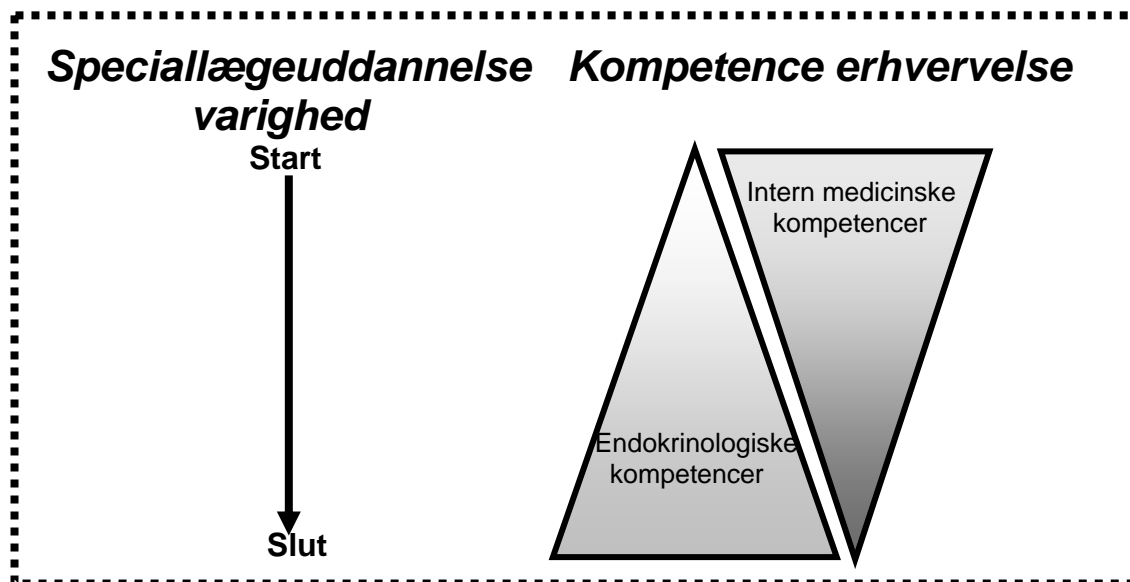 Speciallægeuddannelse
varighed
Kompetence erhvervelse
Start
Intern medicinske
kompetencer
Endokrinologiske
kompetencer
Slut